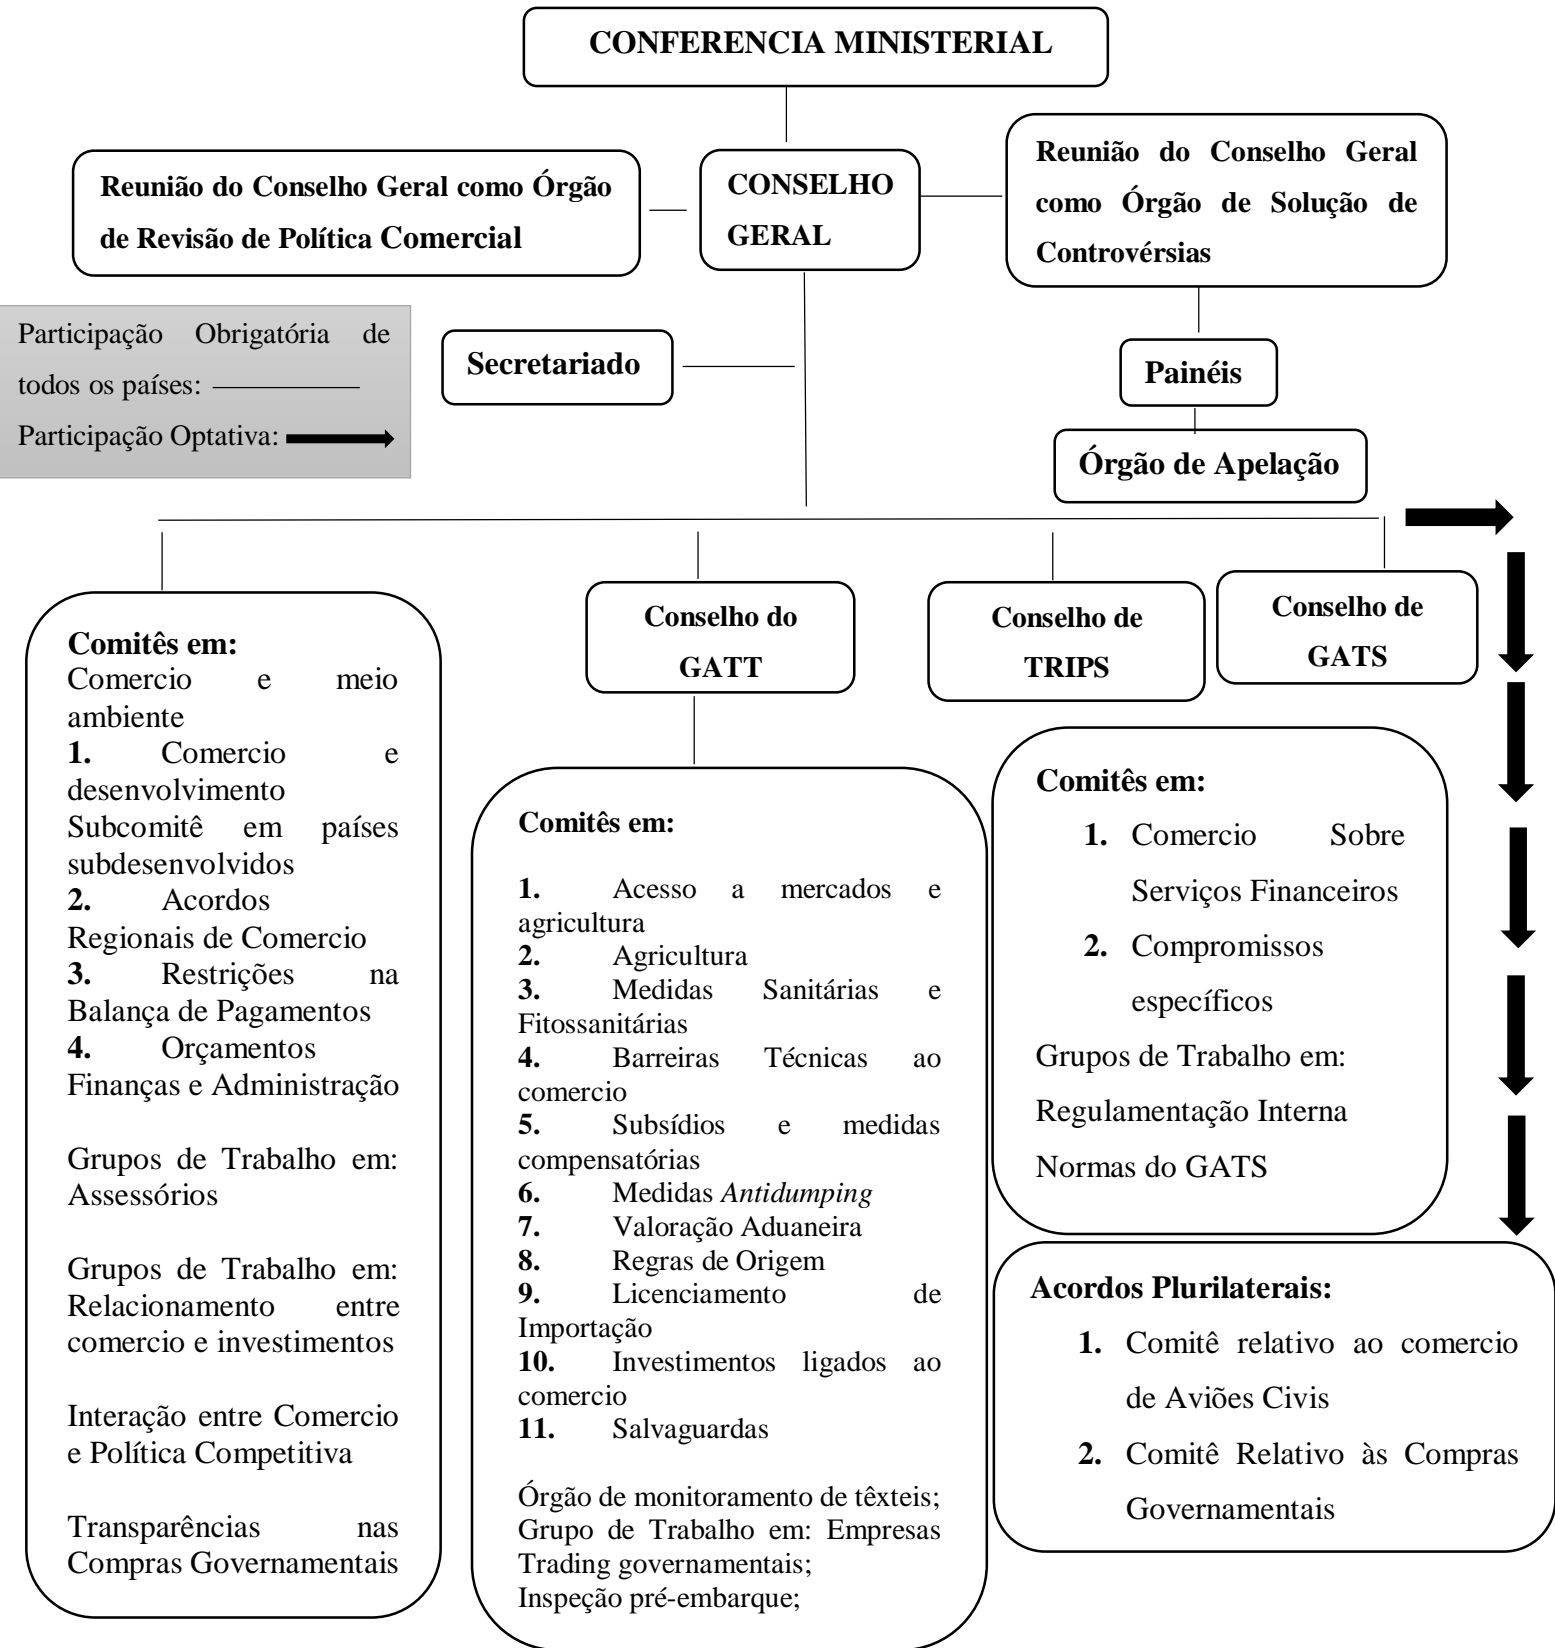 CONFERENCIA MINISTERIAL
Reunião do Conselho Geral como Órgão
de Revisão de Política Comercial
CONSELHO
GERAL
Reunião do Conselho Geral
como Órgão de Solução de
Controvérsias
Participação Obrigatória de
todos os países:
Participação Optativa:
Secretariado
Painéis
Órgão de Apelação
Comitês em:
Comercio e meio
ambiente
1. Comercio e
desenvolvimento
Subcomitê em países
subdesenvolvidos
2. Acordos
Regionais de Comercio
3. Restrições na
Balança de Pagamentos
4. Orçamentos
Finanças e Administração
Grupos de Trabalho em:
Assessórios
Grupos de Trabalho em:
Relacionamento entre
comercio e investimentos
Interação entre Comercio
e Política Competitiva
Transparências nas
Compras Governamentais
Conselho do
GATT
Comitês em:
1. Acesso a mercados e
agricultura
2. Agricultura
3. Medidas Sanitárias e
Fitossanitárias
4. Barreiras Técnicas ao
comercio
5. Subsídios e medidas
compensatórias
6. Medidas Antidumping
7. Valoração Aduaneira
8. Regras de Origem
9. Licenciamento de
Importação
10. Investimentos ligados ao
comercio
11. Salvaguardas
Órgão de monitoramento de têxteis;
Grupo de Trabalho em: Empresas
Trading governamentais;
Inspeção pré-embarque;
Conselho de
TRIPS
Conselho de
GATS
Comitês em:
1. Comercio Sobre
Serviços Financeiros
2. Compromissos
específicos
Grupos de Trabalho em:
Regulamentação Interna
Normas do GATS
Acordos Plurilaterais:
1. Comitê relativo ao comercio
de Aviões Civis
2. Comitê Relativo às Compras
Governamentais